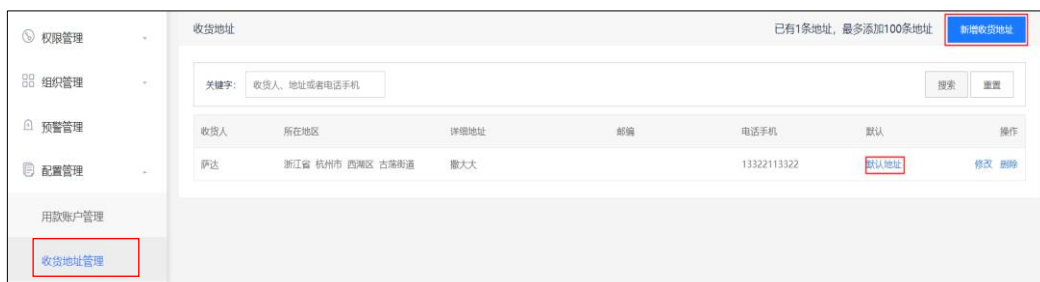 权限管理
组织管理
预警管理
配置管理
用款账户管理
收货地址管理
收货地址
已有1条地址，最多添加100条地址
新增收货地址
关键字： 收货人、地址或者电话手机
搜索 重置
收货人 所在地区 详细地址 邮编 电话手机 默认 操作
萨达 浙江省 杭州市 西湖区 古荡街道 撒大大 13322113322 默认地址 修改 删除